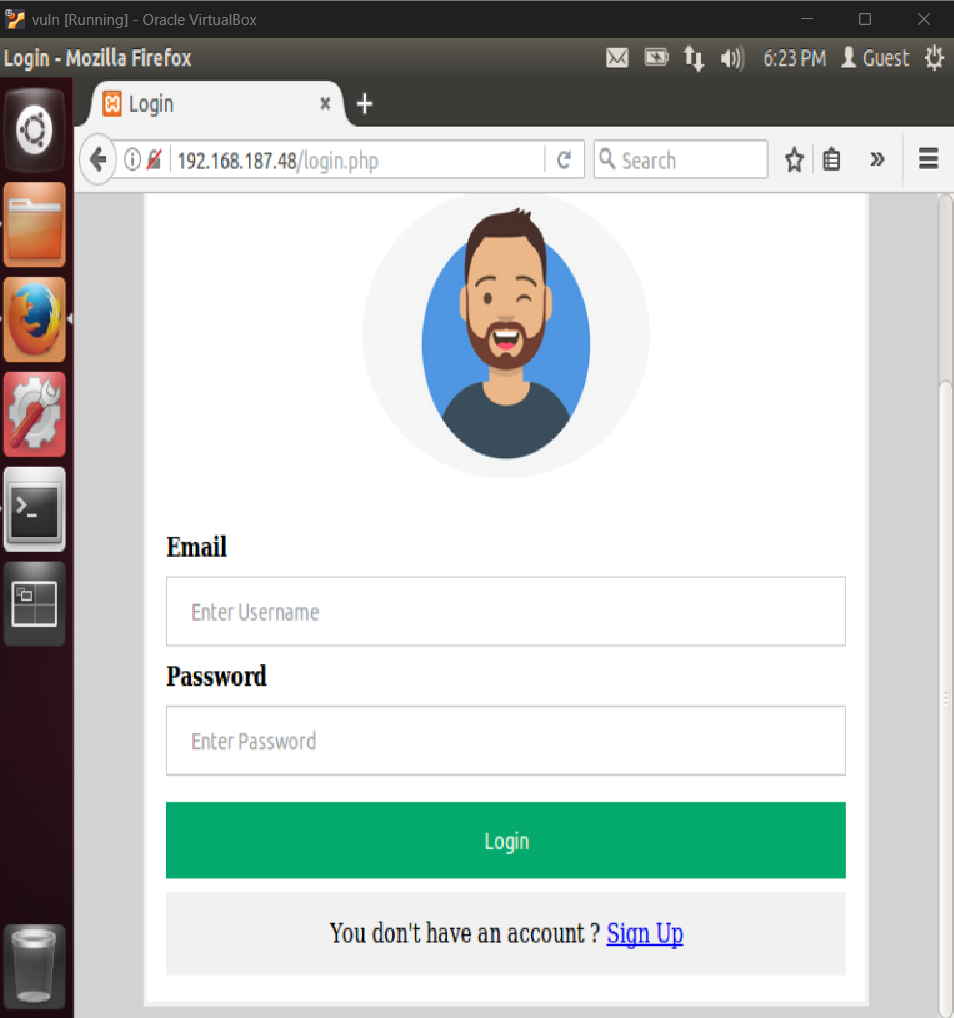 vuln [Running] - Oracle VirtualBox
Login - Mozilla Firefox
6:23 PM Guest
Login
192.168.187.48/login.php
Search
Email
Enter Username
Password
Enter Password
Login
You don't have an account ? Sign Up